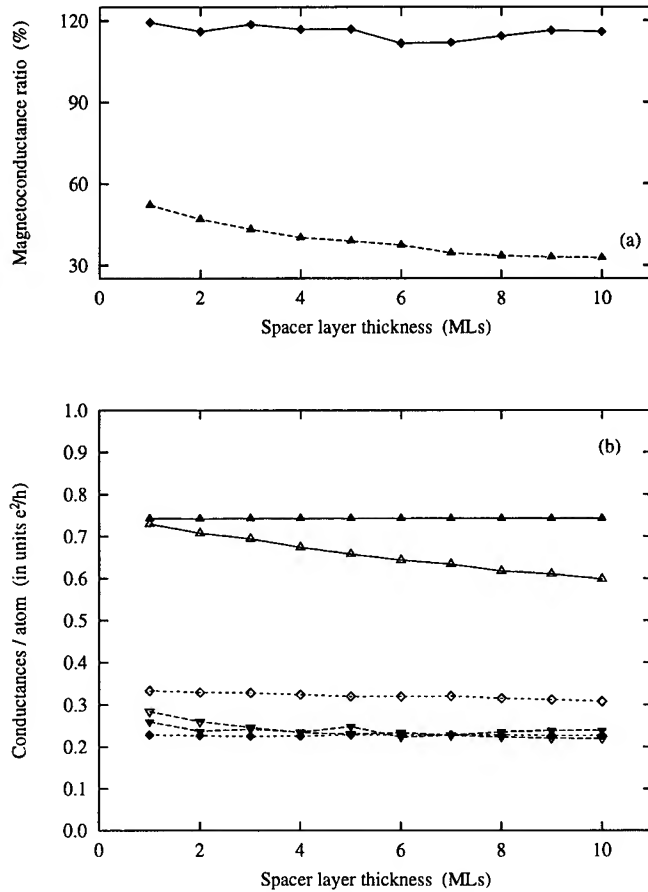 120
90
60
30
Magnetoconductance ratio (%)
(a)
0 2 4 6 8 10
Spacer layer thickness (MLs)
1.0
0.9
0.8
0.7
0.6
0.5
0.4
0.3
0.2
0.1
0.0
Conductances / atom (in units e²/h)
(b)
0 2 4 6 8 10
Spacer layer thickness (MLs)